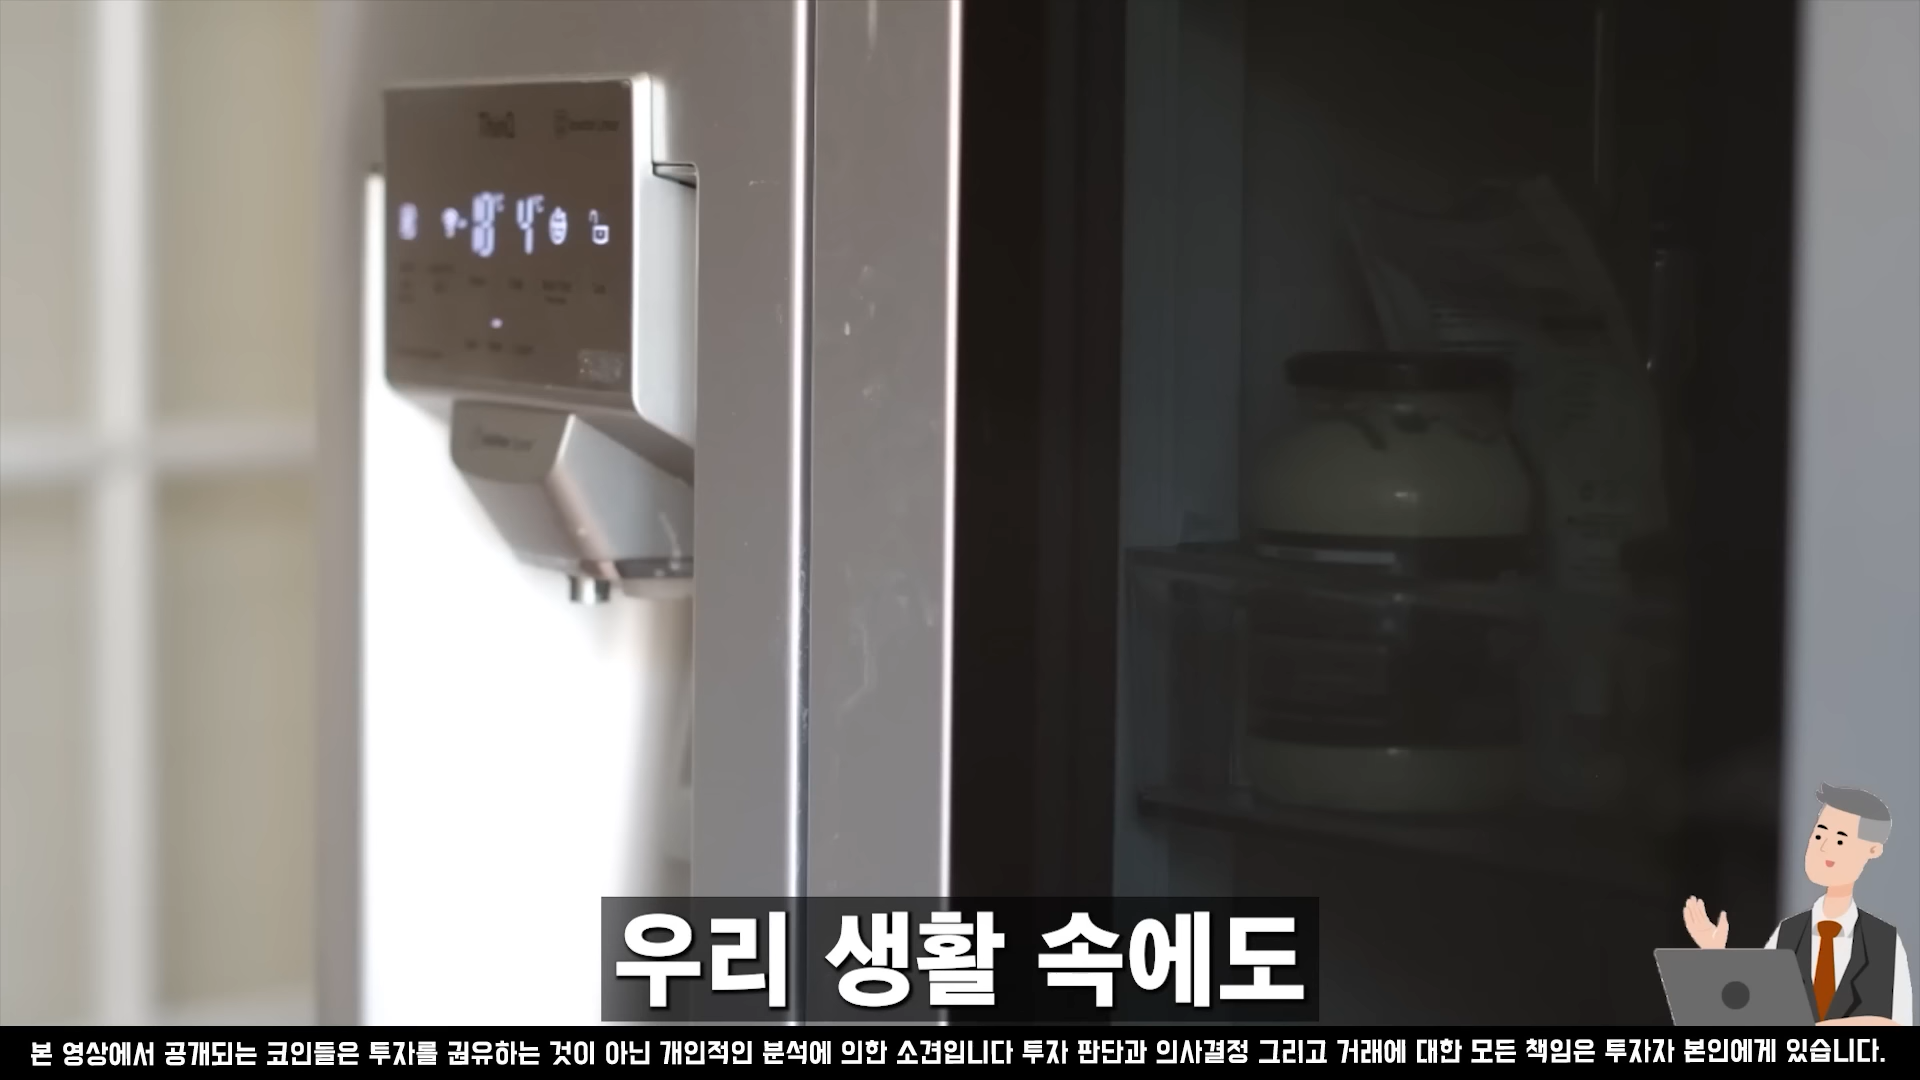 ThinQ
-18°C 4°C
우리 생활 속에도
본 영상에서 공개되는 코인들은 투자를 권유하는 것이 아닌 개인적인 분석에 의한 소견입니다 투자 판단과 의사결정 그리고 거래에 대한 모든 책임은 투자자 본인에게 있습니다.